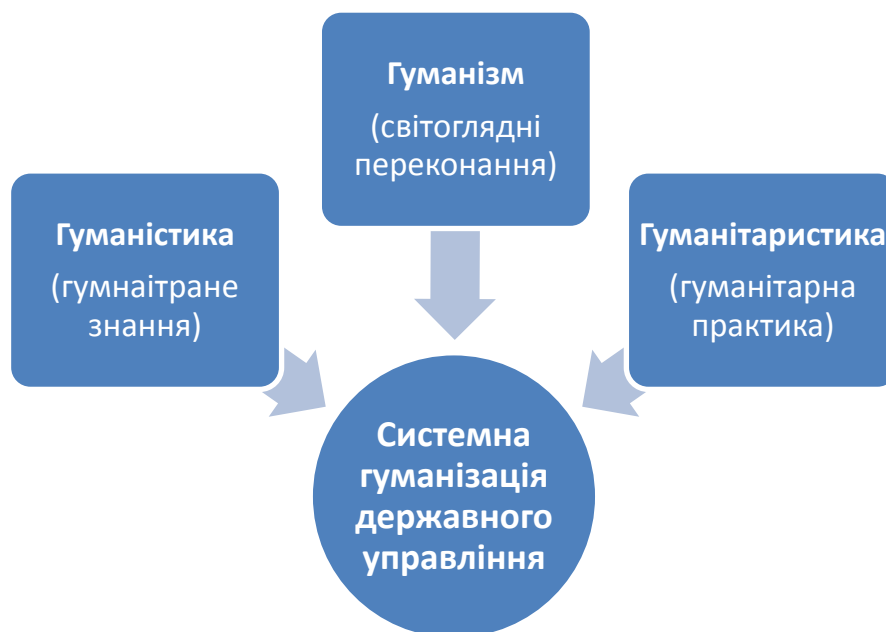 Гуманізм
(світоглядні
переконання)
Гуманістика
(гумнаітране
знання)
Гуманітаристика
(гуманітарна
практика)
Системна
гуманізація
державного
управління